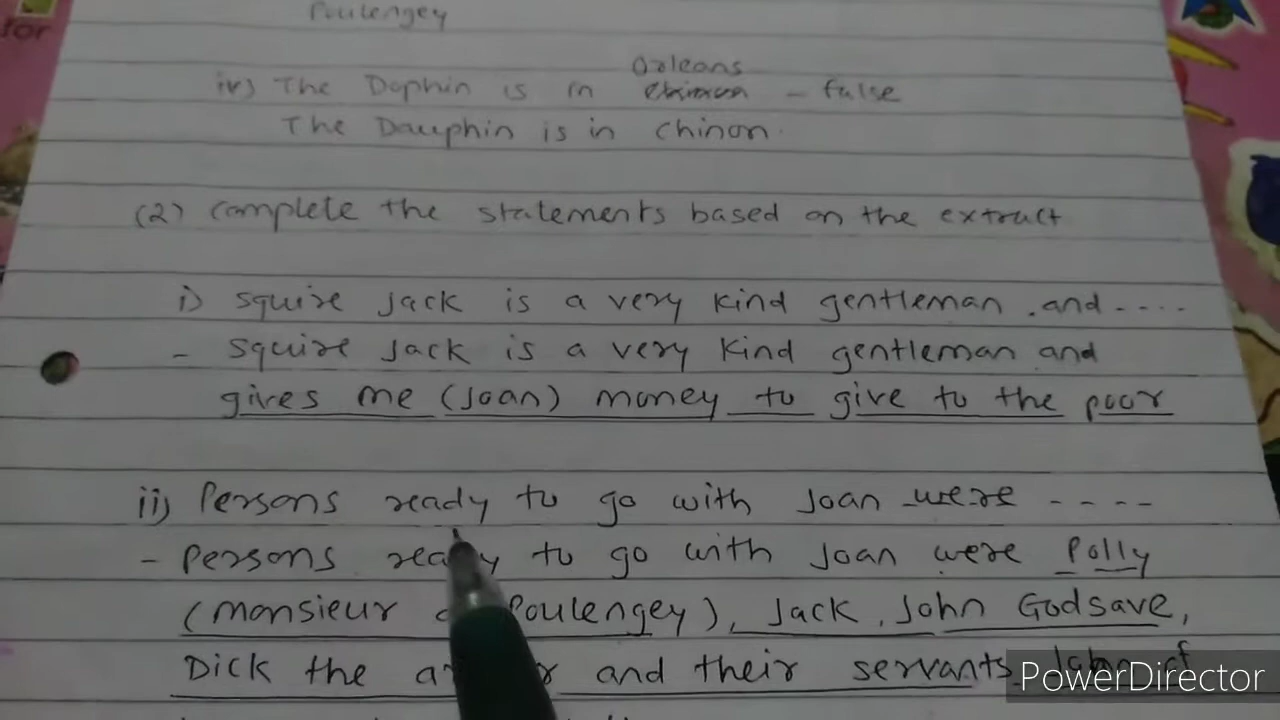 for
Poulengey
iv) The Dophin is in Orleans - false
The Dauphin is in Chinon.
(2) Complete the statements based on the extract
i) Squire Jack is a very kind gentleman and ....
- Squire Jack is a very kind gentleman and
gives me (Joan) money to give to the poor
ii) Persons ready to go with Joan were ----
- Persons ready to go with Joan were Polly
(monsieur Poulengey), Jack, John Godsave,
Dick the and their servants John of
PowerDirector